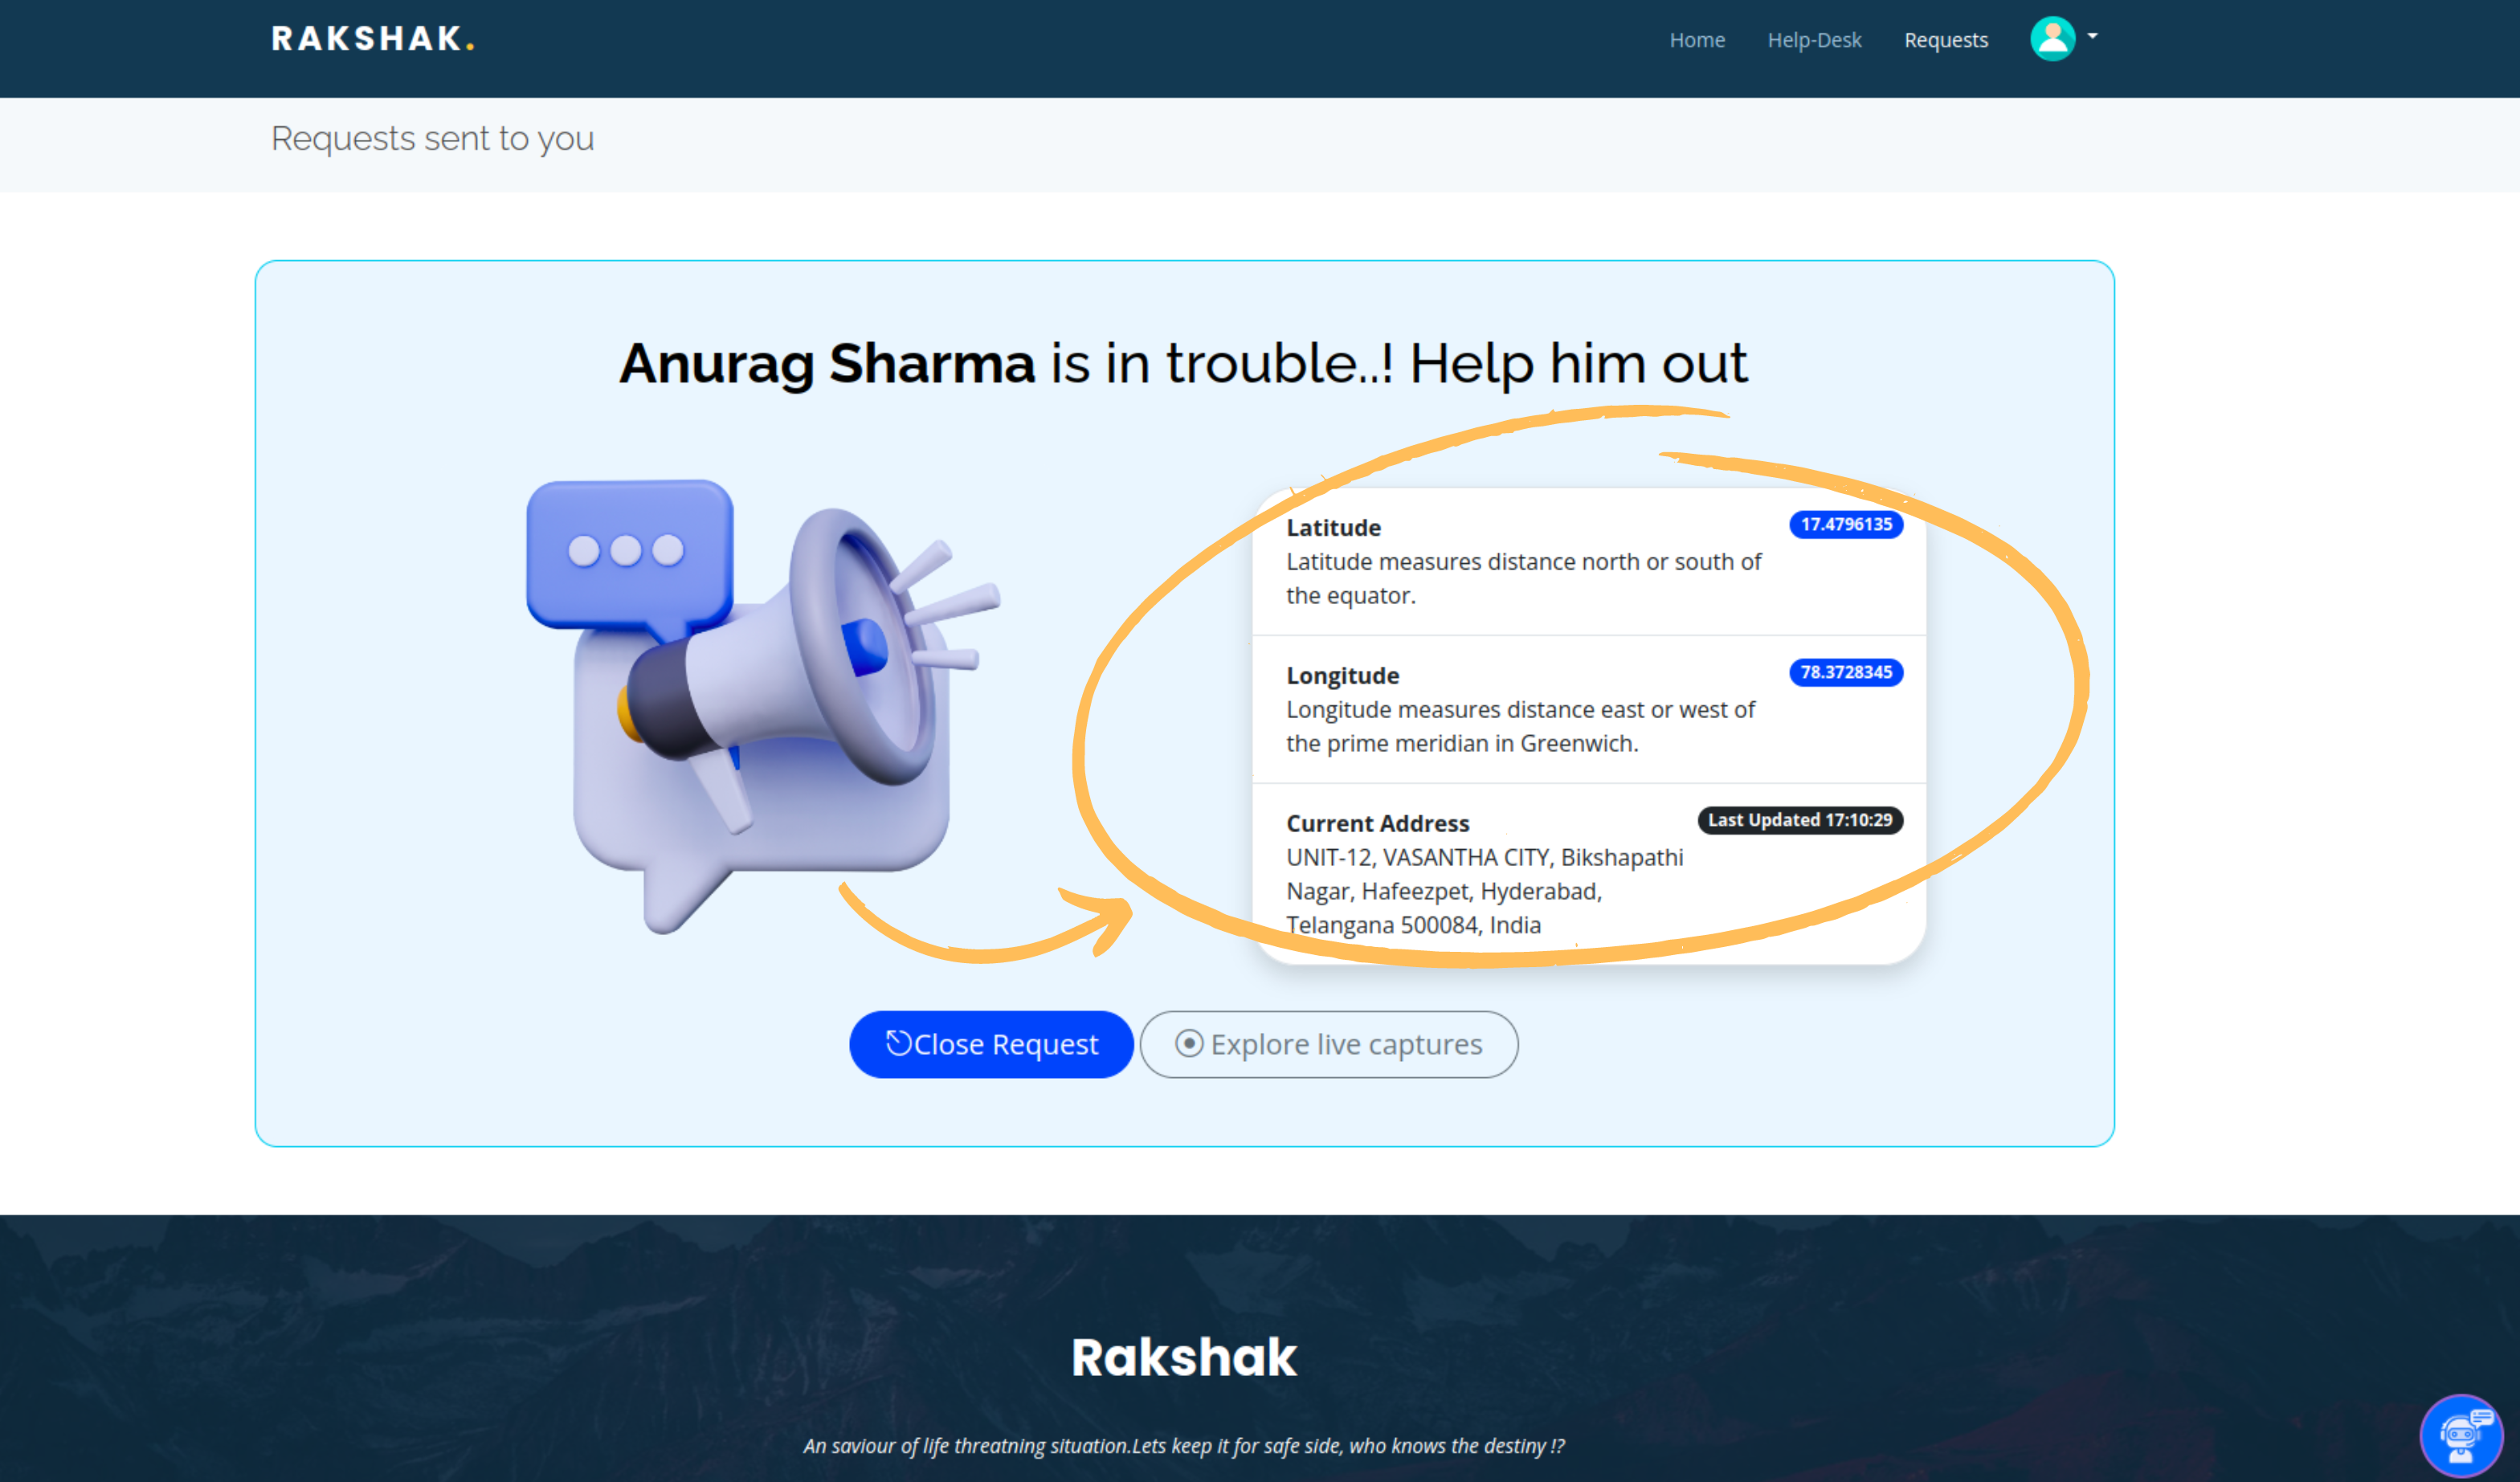 RAKSHAK.
Home Help-Desk Requests
Requests sent to you
Anurag Sharma is in trouble..! Help him out
Latitude 17.4796135
Latitude measures distance north or south of
the equator.
Longitude 78.3728345
Longitude measures distance east or west of
the prime meridian in Greenwich.
Current Address Last Updated 17:10:29
UNIT-12, VASANTHA CITY, Bikshapathi
Nagar, Hafeezpet, Hyderabad,
Telangana 500084, India
Close Request Explore live captures
Rakshak
An saviour of life threatning situation.Lets keep it for safe side, who knows the destiny !?